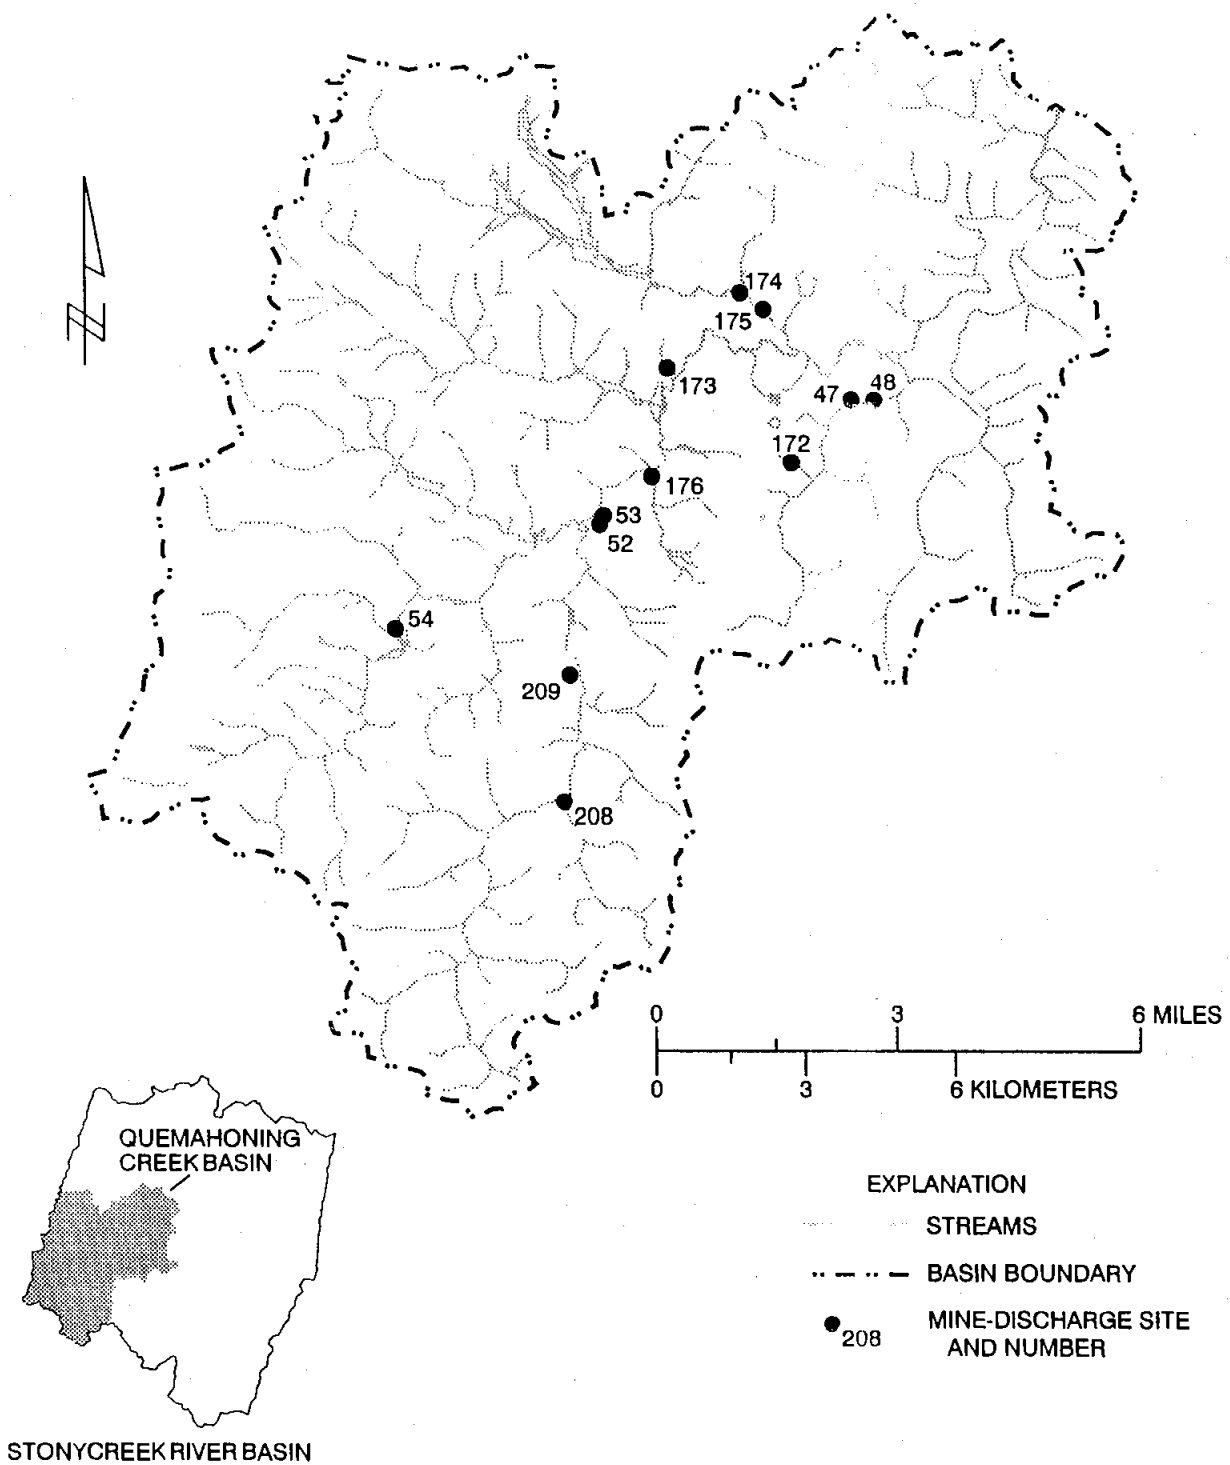 174
175
173
47
48
172
176
53
52
54
209
208
0
3
6 MILES
0
3
6 KILOMETERS
N
QUEMAHONING
CREEK BASIN
STONYCREEK RIVER BASIN
EXPLANATION
STREAMS
BASIN BOUNDARY
208
MINE-DISCHARGE SITE
AND NUMBER